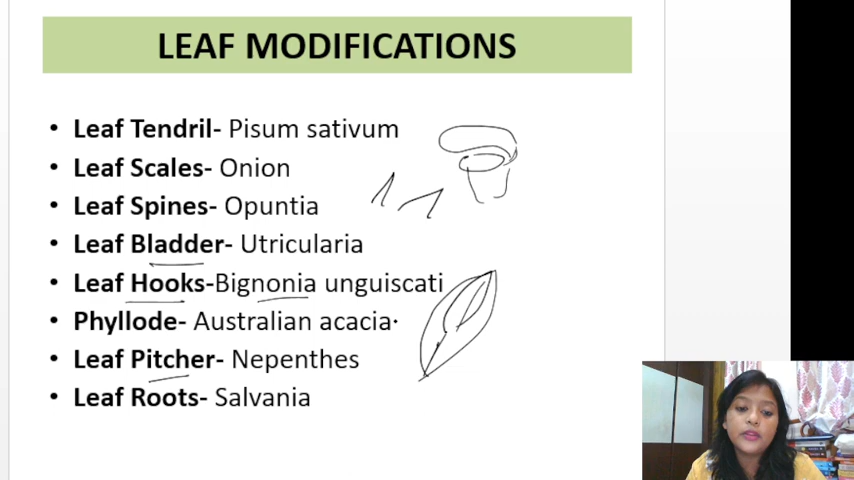 LEAF MODIFICATIONS
• Leaf Tendril- Pisum sativum
• Leaf Scales- Onion
• Leaf Spines- Opuntia
• Leaf Bladder- Utricularia
• Leaf Hooks-Bignonia unguiscati
• Phyllode- Australian acacia
• Leaf Pitcher- Nepenthes
• Leaf Roots- Salvania